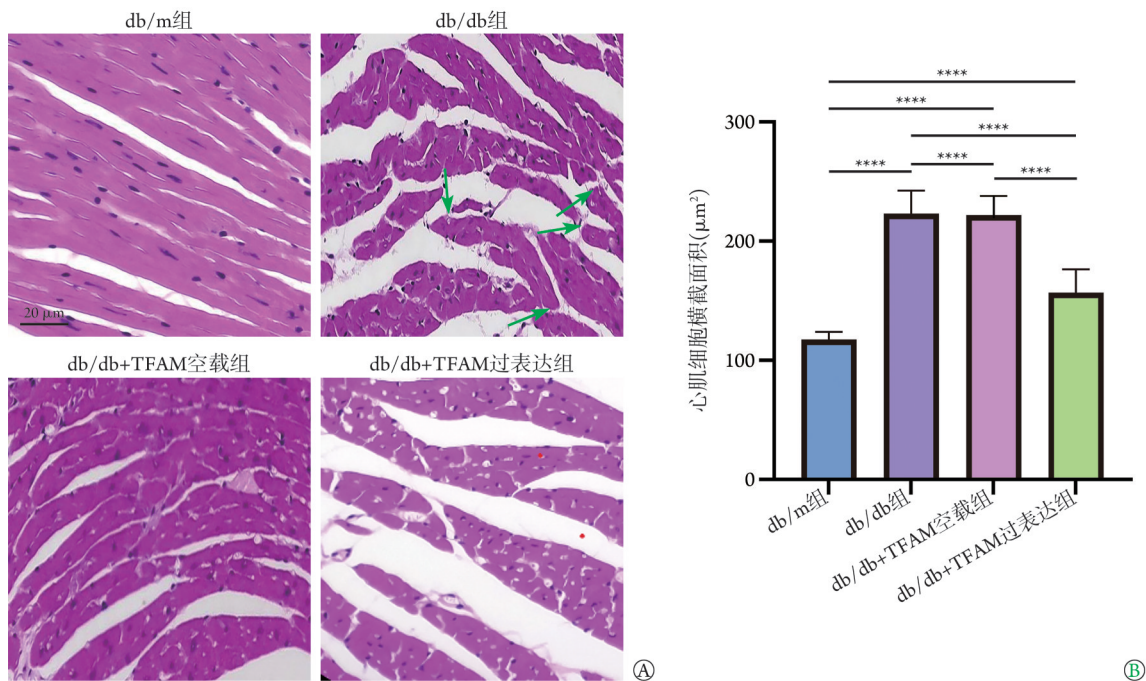 db/m组
db/db组
20 μm
db/db+TFAM空载组
db/db+TFAM过表达组
Ⓐ
****
****
****
****
****
****
心肌细胞横截面积(μm²)
300
200
100
0
db/m组
db/db组
db/db+TFAM空载组
db/db+TFAM过表达组
Ⓑ